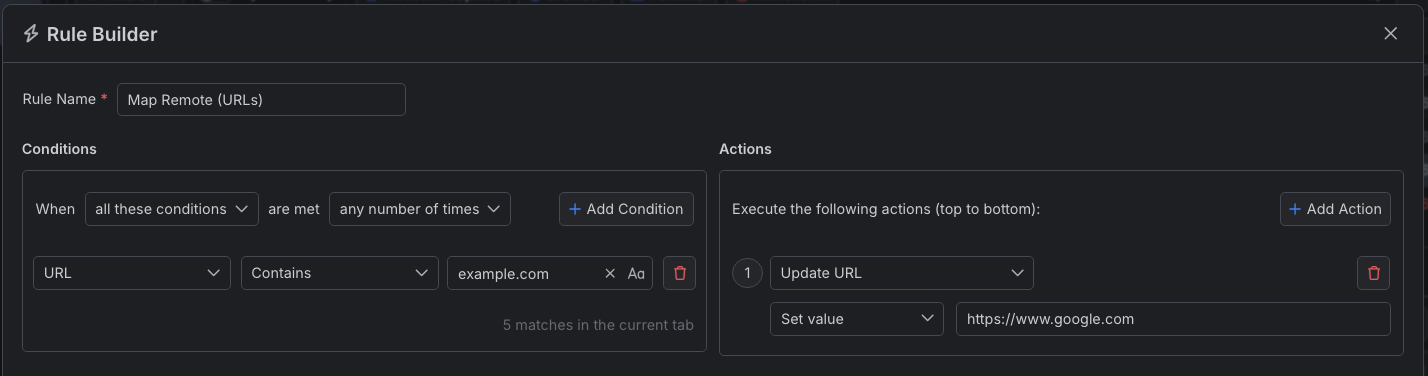 Rule Builder
Rule Name * Map Remote (URLs)
Conditions
When all these conditions are met any number of times + Add Condition
URL Contains example.com Aa
5 matches in the current tab
Actions
Execute the following actions (top to bottom): + Add Action
1 Update URL
Set value https://www.google.com